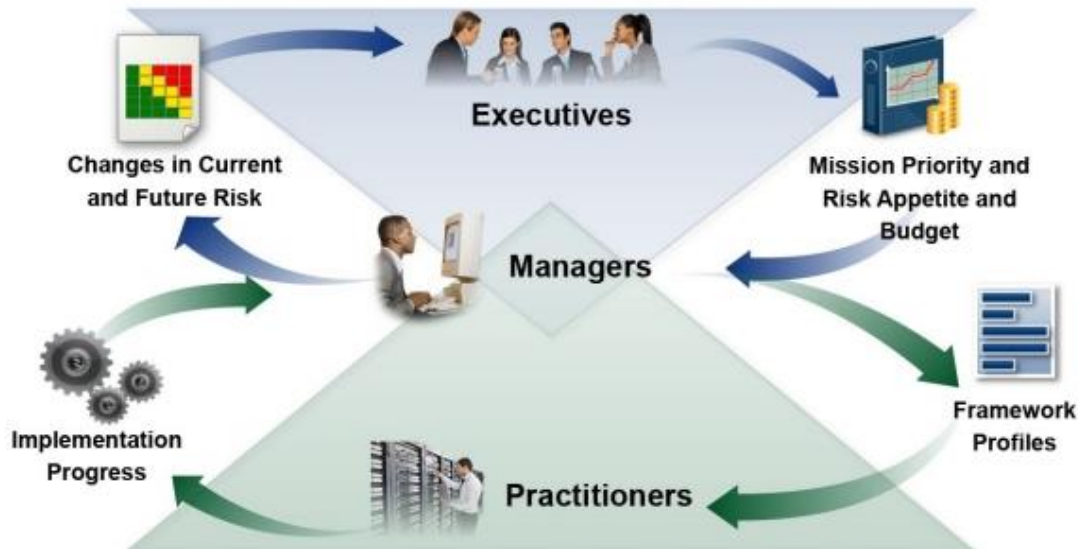 Executives
Changes in Current
and Future Risk
Mission Priority and
Risk Appetite and
Budget
Managers
Implementation
Progress
Framework
Profiles
Practitioners